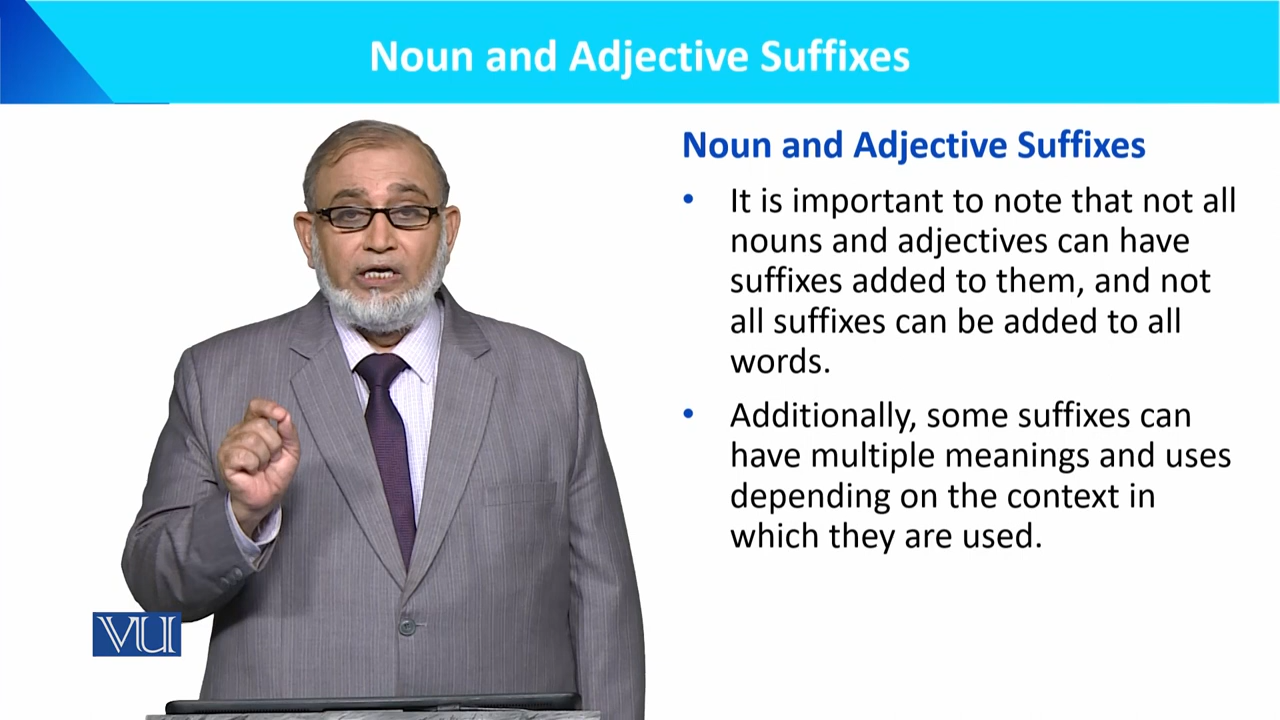 Noun and Adjective Suffixes
Noun and Adjective Suffixes
• It is important to note that not all
nouns and adjectives can have
suffixes added to them, and not
all suffixes can be added to all
words.
• Additionally, some suffixes can
have multiple meanings and uses
depending on the context in
which they are used.
VU